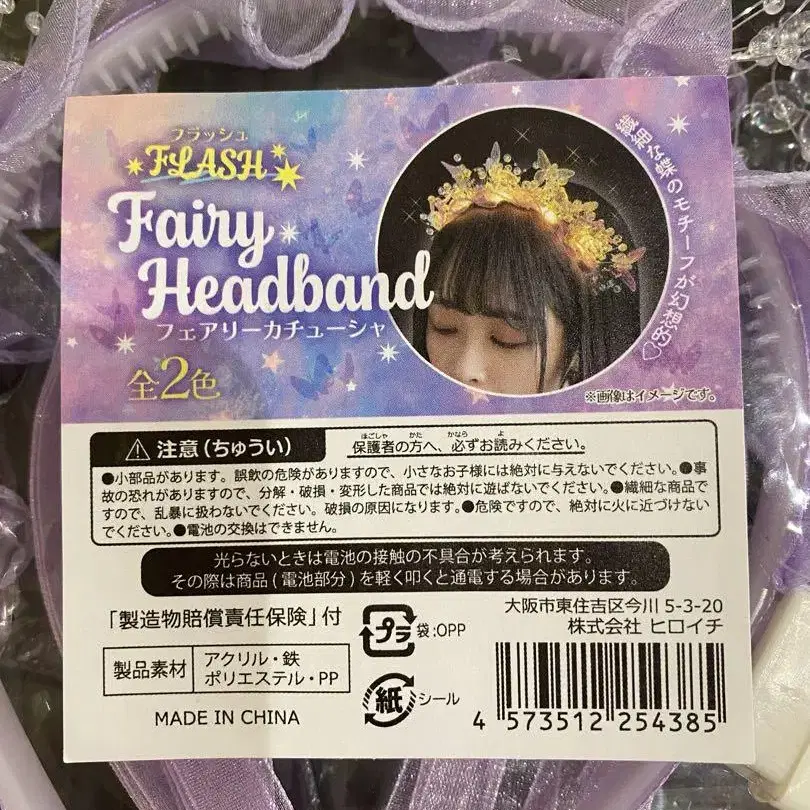 フラッシュ
FLASH
Fairy
Headband
フェアリーカチューシャ
全2色
繊細な蝶のモチーフが幻想的♡
※画像はイメージです。
注意(ちゅうい)
保護者の方へ、必ずお読みください。
ほごしゃ かた かなら よ
●小部品があります。誤飲の危険がありますので、小さなお子様には絶対に与えないでください。●事
故の恐れがありますので、分解・破損・変形した商品では絶対に遊ばないでください。●繊細な商品で
すので、乱暴に扱わないでください。破損の原因になります。●危険ですので、絶対に火に近づけない
でください。●電池の交換はできません。
光らないときは電池の接触の不具合が考えられます。
その際は商品(電池部分)を軽く叩くと通電する場合があります。
「製造物賠償責任保険」付
プラ 袋:OPP
大阪市東住吉区今川 5-3-20
株式会社 ヒロイチ
製品素材
アクリル・鉄
ポリエステル・PP
紙 シール
MADE IN CHINA
4 573512 254385